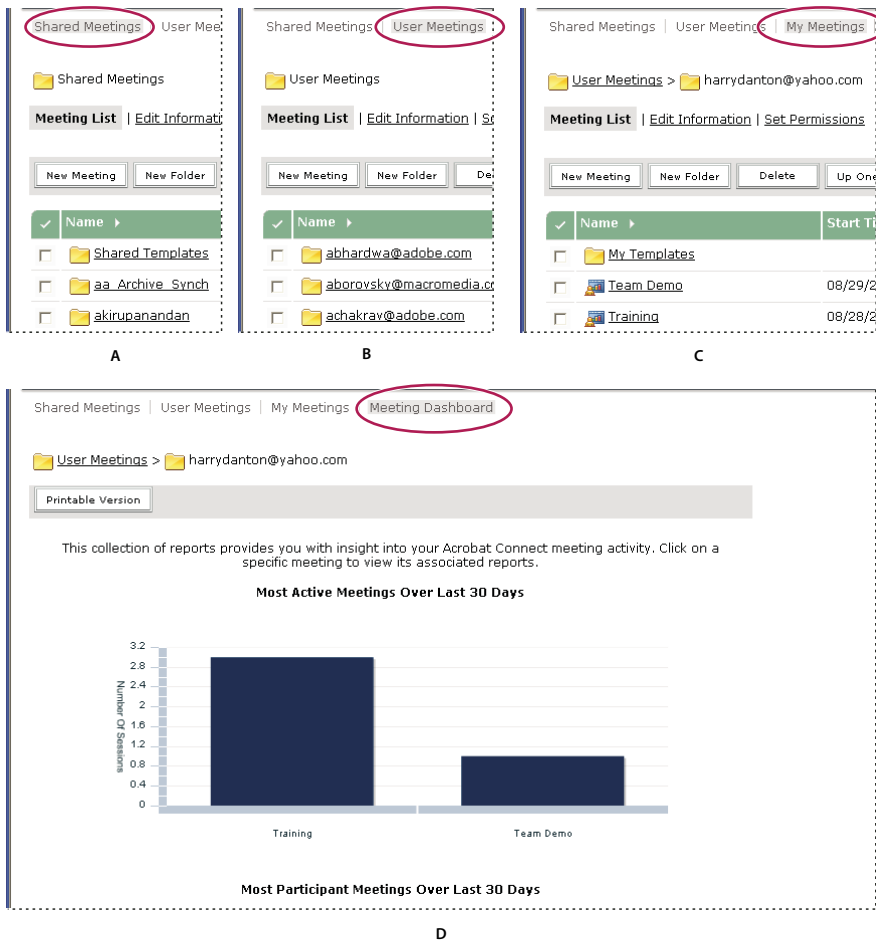 Shared Meetings User Mee
Shared Meetings
Meeting List | Edit Informati
New Meeting New Folder
Name
Shared Templates
aa_Archive_Synch
akirupanandan
A
Shared Meetings User Meetings
User Meetings
Meeting List | Edit Information | Se
New Meeting New Folder De
Name
abhardwa@adobe.com
aborovsky@macromedia.co
achakrav@adobe.com
B
Shared Meetings | User Meetings | My Meetings
User Meetings > harrydanton@yahoo.com
Meeting List | Edit Information | Set Permissions
New Meeting New Folder Delete Up One
Name Start Ti
My Templates
Team Demo 08/29/2
Training 08/28/2
C
Shared Meetings | User Meetings | My Meetings Meeting Dashboard
User Meetings > harrydanton@yahoo.com
Printable Version
This collection of reports provides you with insight into your Acrobat Connect meeting activity. Click on a
specific meeting to view its associated reports.
Most Active Meetings Over Last 30 Days
Number Of Sessions
3.2
2.8
2.4
2
1.6
1.2
0.8
0.4
0
Training Team Demo
Most Participant Meetings Over Last 30 Days
D